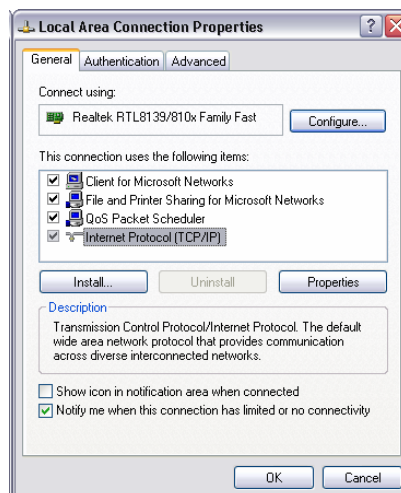 Local Area Connection Properties
General Authentication Advanced
Connect using:
Realtek RTL8139/810x Family Fast
Configure...
This connection uses the following items:
Client for Microsoft Networks
File and Printer Sharing for Microsoft Networks
QoS Packet Scheduler
Internet Protocol (TCP/IP)
Install... Uninstall Properties
Description
Transmission Control Protocol/Internet Protocol. The default
wide area network protocol that provides communication
across diverse interconnected networks.
Show icon in notification area when connected
Notify me when this connection has limited or no connectivity
OK Cancel